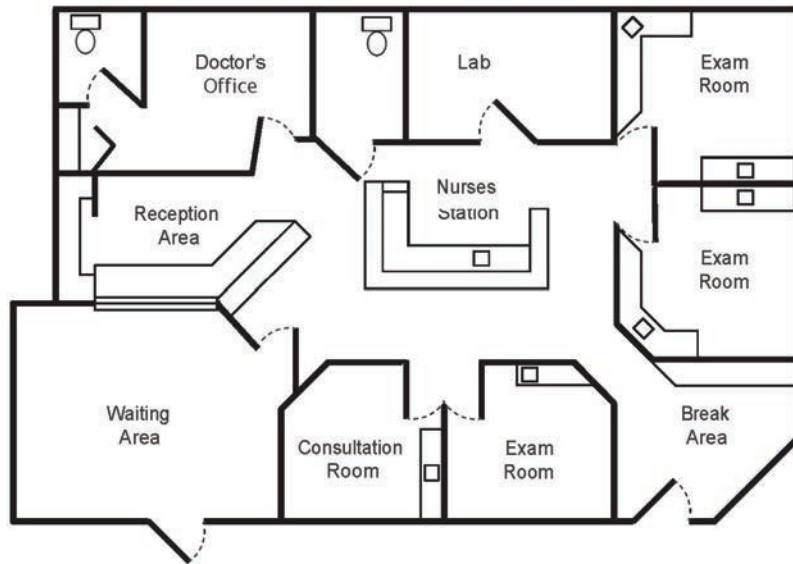 Doctor's
Office
Lab
Exam
Room
Nurses
Station
Reception
Area
Exam
Room
Waiting
Area
Consultation
Room
Exam
Room
Break
Area